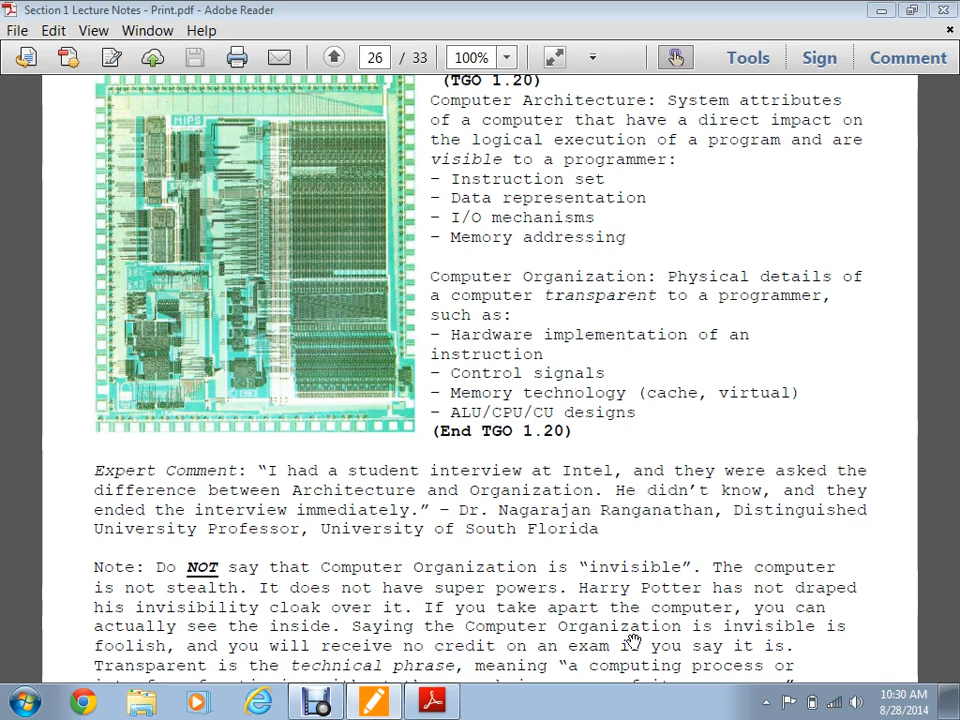 Section 1 Lecture Notes - Print.pdf - Adobe Reader
File Edit View Window Help
26 / 33 100% Tools Sign Comment
(TGO 1.20)
MIPS
Computer Architecture: System attributes
of a computer that have a direct impact on
the logical execution of a program and are
visible to a programmer:
- Instruction set
- Data representation
- I/O mechanisms
- Memory addressing
Computer Organization: Physical details of
a computer transparent to a programmer,
such as:
- Hardware implementation of an
instruction
- Control signals
- Memory technology (cache, virtual)
- ALU/CPU/CU designs
(End TGO 1.20)
Expert Comment: “I had a student interview at Intel, and they were asked the
difference between Architecture and Organization. He didn’t know, and they
ended the interview immediately.” – Dr. Nagarajan Ranganathan, Distinguished
University Professor, University of South Florida
Note: Do NOT say that Computer Organization is “invisible”. The computer
is not stealth. It does not have super powers. Harry Potter has not draped
his invisibility cloak over it. If you take apart the computer, you can
actually see the inside. Saying the Computer Organization is invisible is
foolish, and you will receive no credit on an exam if you say it is.
Transparent is the technical phrase, meaning “a computing process or
10:30 AM
8/28/2014